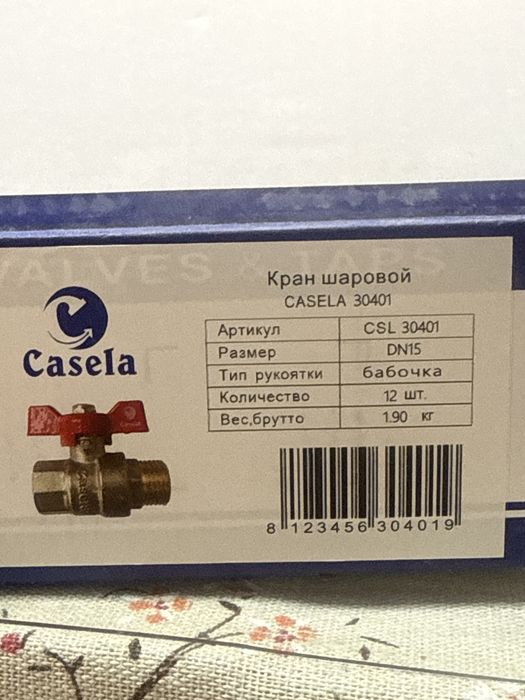 VALVES & TAPS
Casela
Кран шаровой
CASELA 30401
Артикул CSL 30401
Размер DN15
Тип рукоятки бабочка
Количество 12 шт.
Вес,брутто 1.90 кг
8 123456 304019